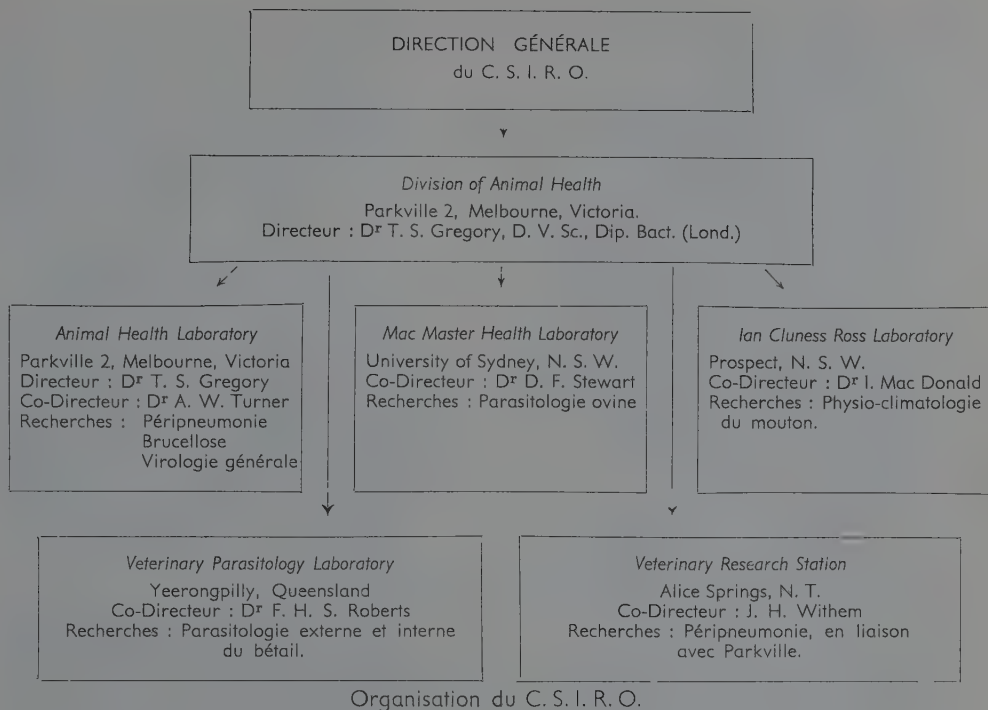 DIRECTION GÉNÉRALE
du C. S. I. R. O.
Division of Animal Health
Parkville 2, Melbourne, Victoria.
Directeur : Dr T. S. Gregory, D. V. Sc., Dip. Bact. (Lond.)
Animal Health Laboratory
Parkville 2, Melbourne, Victoria
Directeur : Dr T. S. Gregory
Co-Directeur : Dr A. W. Turner
Recherches : Péripneumonie
Brucellose
Virologie générale
Mac Master Health Laboratory
University of Sydney, N. S. W.
Co-Directeur : Dr D. F. Stewart
Recherches : Parasitologie ovine
Ian Cluness Ross Laboratory
Prospect, N. S. W.
Co-Directeur : Dr I. Mac Donald
Recherches : Physio-climatologie
du mouton.
Veterinary Parasitology Laboratory
Yeerongpilly, Queensland
Co-Directeur : Dr F. H. S. Roberts
Recherches : Parasitologie externe et interne
du bétail.
Veterinary Research Station
Alice Springs, N. T.
Co-Directeur : J. H. Withem
Recherches : Péripneumonie, en liaison
avec Parkville.
Organisation du C. S. I. R. O.